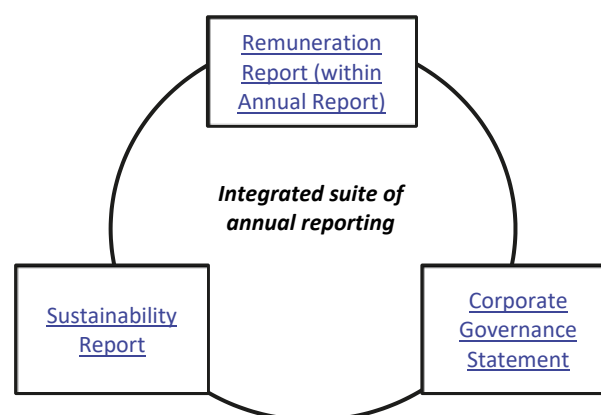 Remuneration
Report (within
Annual Report)
Integrated suite of
annual reporting
Sustainability
Report
Corporate
Governance
Statement